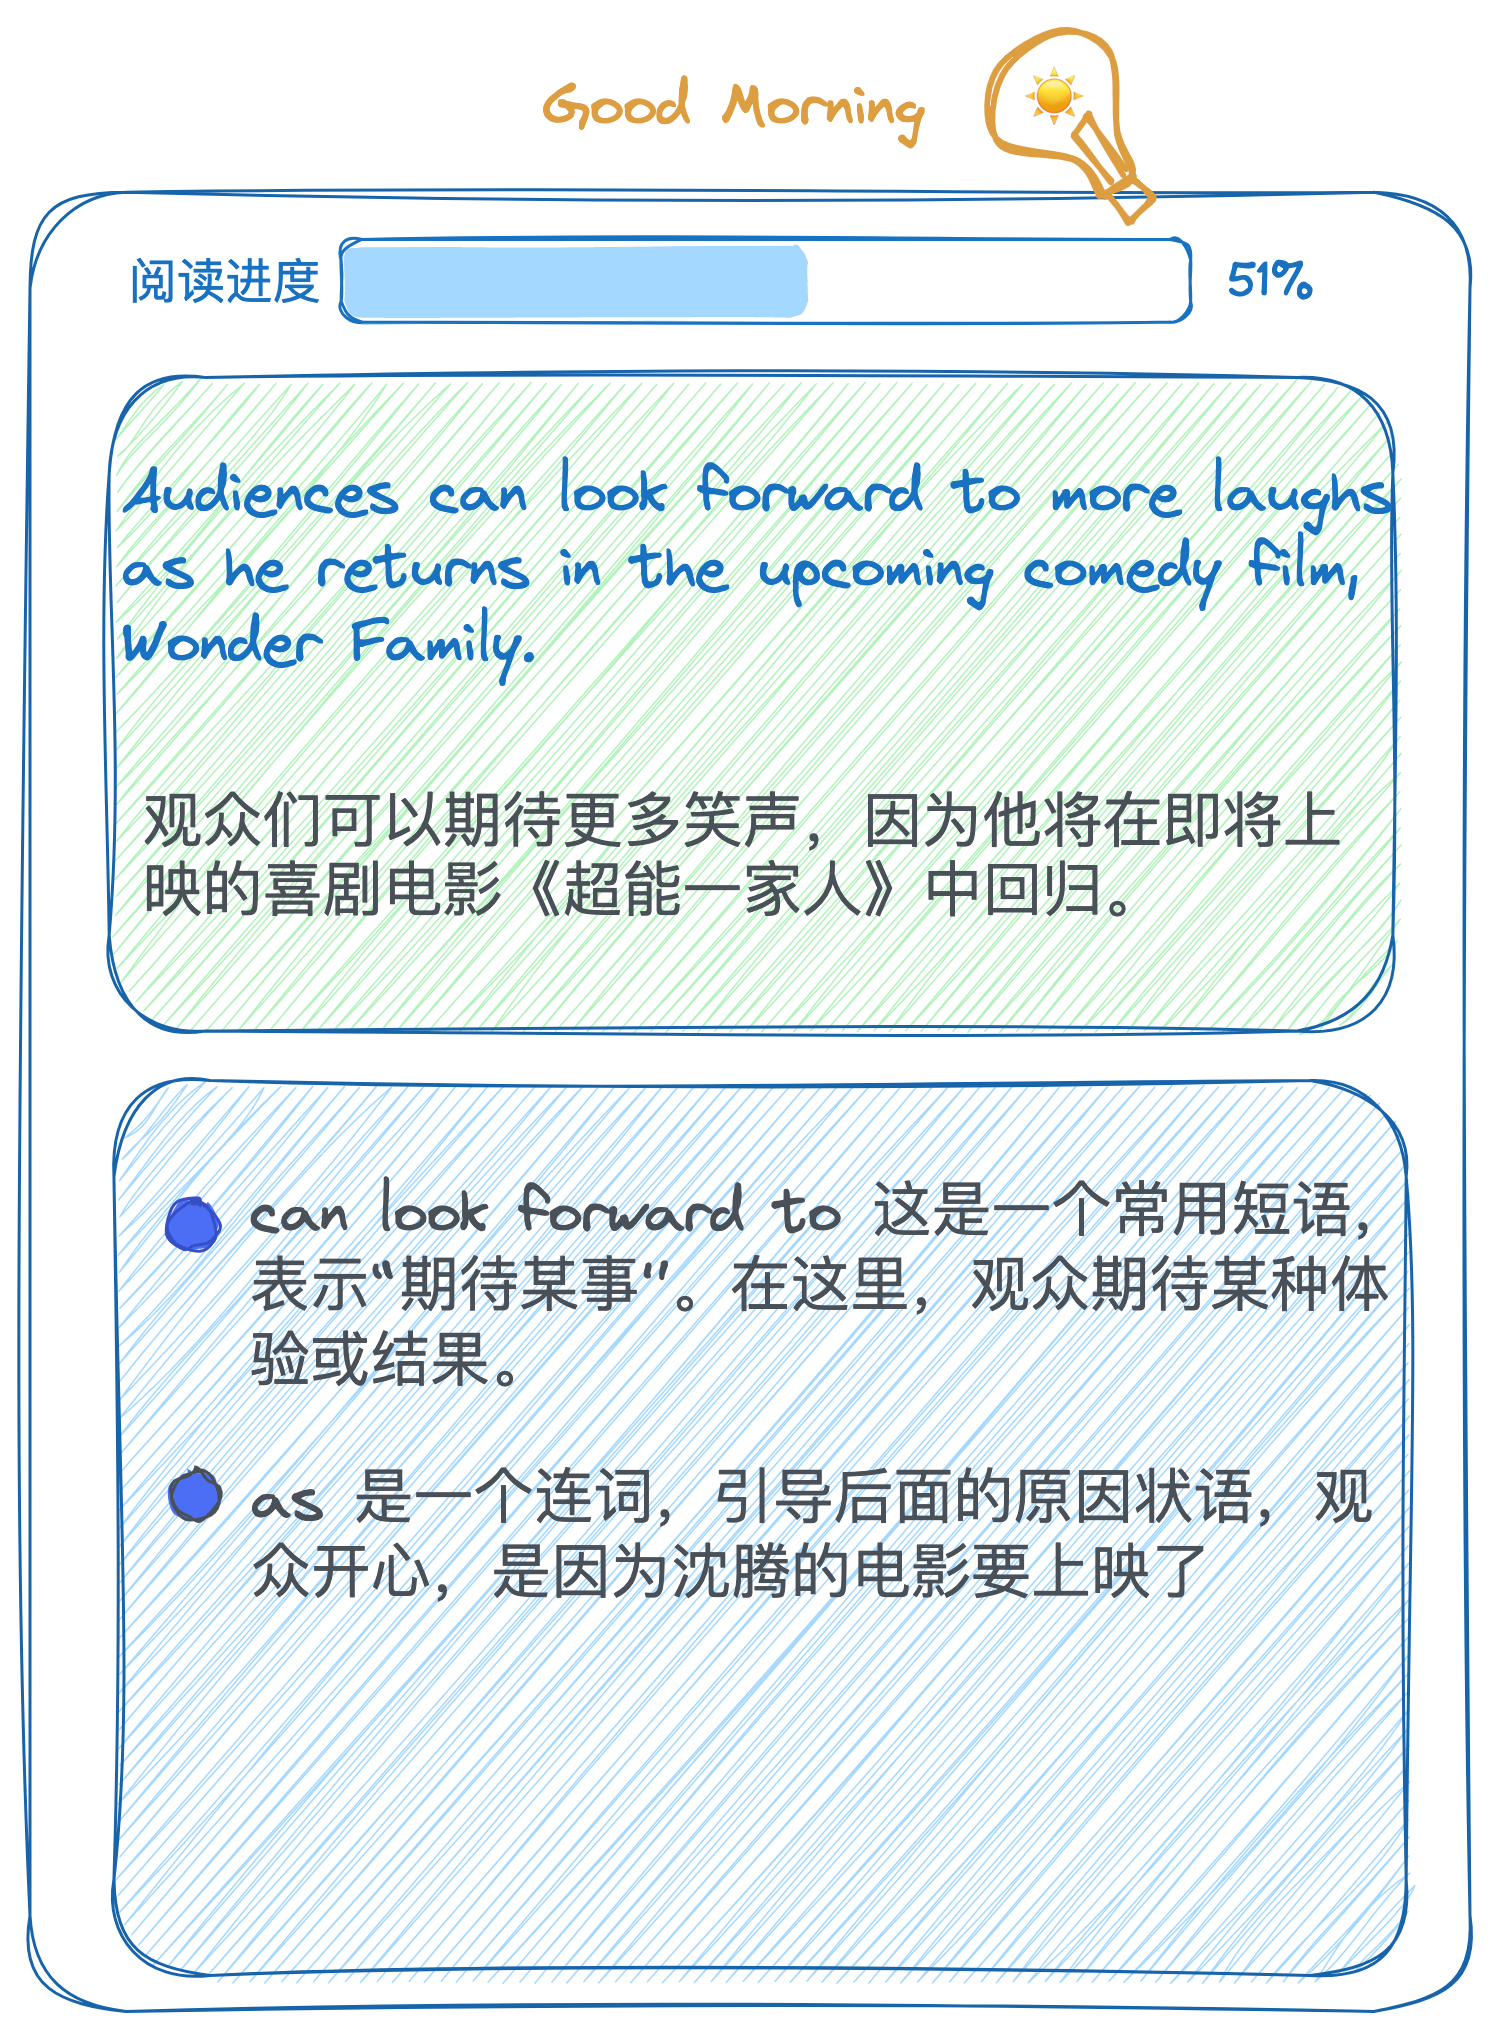 Good Morning
阅读进度 51%
Audiences can look forward to more laughs
as he returns in the upcoming comedy film,
Wonder Family.
观众们可以期待更多笑声，因为他将在即将上
映的喜剧电影《超能一家人》中回归。
can look forward to 这是一个常用短语，
表示“期待某事”。在这里，观众期待某种体
验或结果。
as 是一个连词，引导后面的原因状语，观
众开心，是因为沈腾的电影要上映了